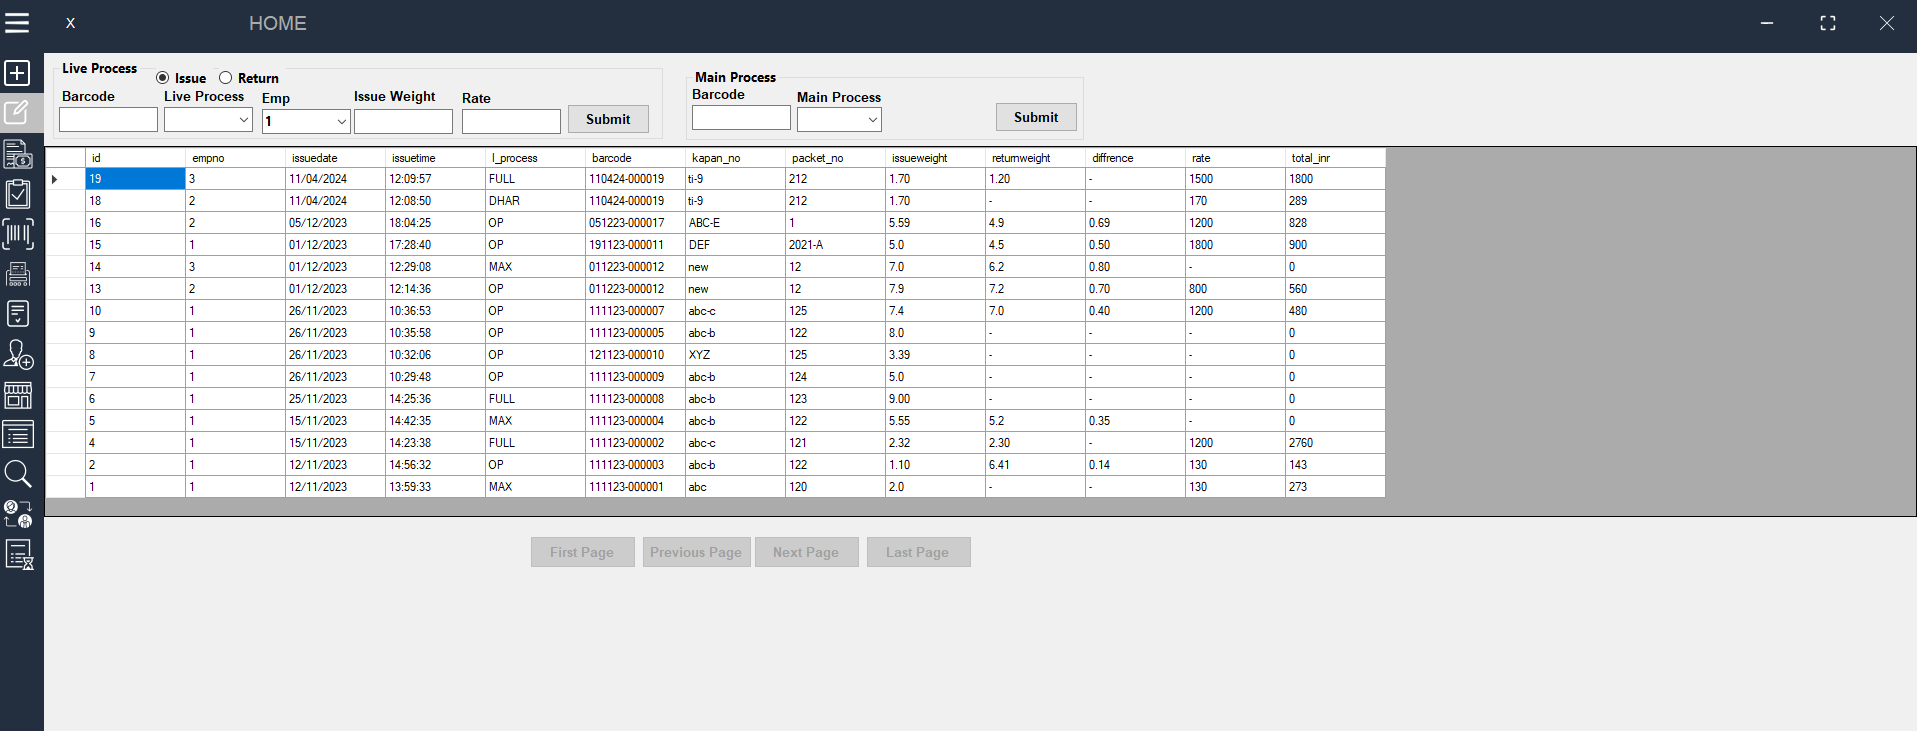 X HOME
Live Process
Issue Return
Barcode Live Process Emp Issue Weight Rate
1 Submit
Main Process
Barcode Main Process
Submit
id empno issuedate issuetime l_process barcode kapan_no packet_no issueweight returnweight diffrence rate total_inr
19 3 11/04/2024 12:09:57 FULL 110424-000019 ti-9 212 1.70 1.20 - 1500 1800
18 2 11/04/2024 12:08:50 DHAR 110424-000019 ti-9 212 1.70 - - 170 289
16 2 05/12/2023 18:04:25 OP 051223-000017 ABC-E 1 5.59 4.9 0.69 1200 828
15 1 01/12/2023 17:28:40 OP 191123-000011 DEF 2021-A 5.0 4.5 0.50 1800 900
14 3 01/12/2023 12:29:08 MAX 011223-000012 new 12 7.0 6.2 0.80 - 0
13 2 01/12/2023 12:14:36 OP 011223-000012 new 12 7.9 7.2 0.70 800 560
10 1 26/11/2023 10:36:53 OP 111123-000007 abc-c 125 7.4 7.0 0.40 1200 480
9 1 26/11/2023 10:35:58 OP 111123-000005 abc-b 122 8.0 - - - 0
8 1 26/11/2023 10:32:06 OP 121123-000010 XYZ 125 3.39 - - - 0
7 1 26/11/2023 10:29:48 OP 111123-000009 abc-b 124 5.0 - - - 0
6 1 25/11/2023 14:25:36 FULL 111123-000008 abc-b 123 9.00 - - - 0
5 1 15/11/2023 14:42:35 MAX 111123-000004 abc-b 122 5.55 5.2 0.35 - 0
4 1 15/11/2023 14:23:38 FULL 111123-000002 abc-c 121 2.32 2.30 - 1200 2760
2 1 12/11/2023 14:56:32 OP 111123-000003 abc-b 122 1.10 6.41 0.14 130 143
1 1 12/11/2023 13:59:33 MAX 111123-000001 abc 120 2.0 - - 130 273
First Page Previous Page Next Page Last Page